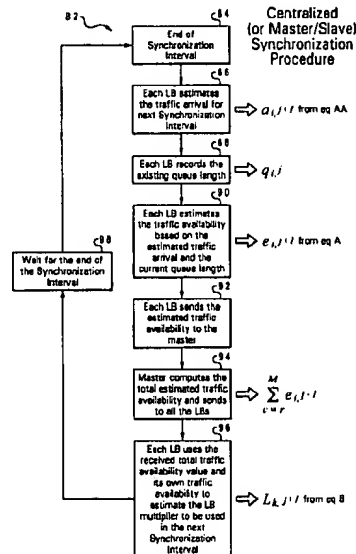 82
84
Centralized
(or Master/Slave)
Synchronization
Procedure
End of
Synchronization
Interval
86
Each LB estimates
the traffic arrival for
next Synchronization
Interval
from eq AA
88
Each LB records the
existing queue length
q i,j
90
Each LB estimates
the traffic availability
based on the
estimated traffic
arrival and the
current queue length
from eq A
98
Wait for the end of
the Synchronization
Interval
92
Each LB sends the
estimated traffic
availability to the
master
94
Master computes the
total estimated traffic
availability and sends
to all the LBs
M
Σ
96
Each LB uses the
received total traffic
availability value and
its own traffic
availability to
estimate the LB
multiplier to be used
in the next
Synchronization
Interval
from eq B